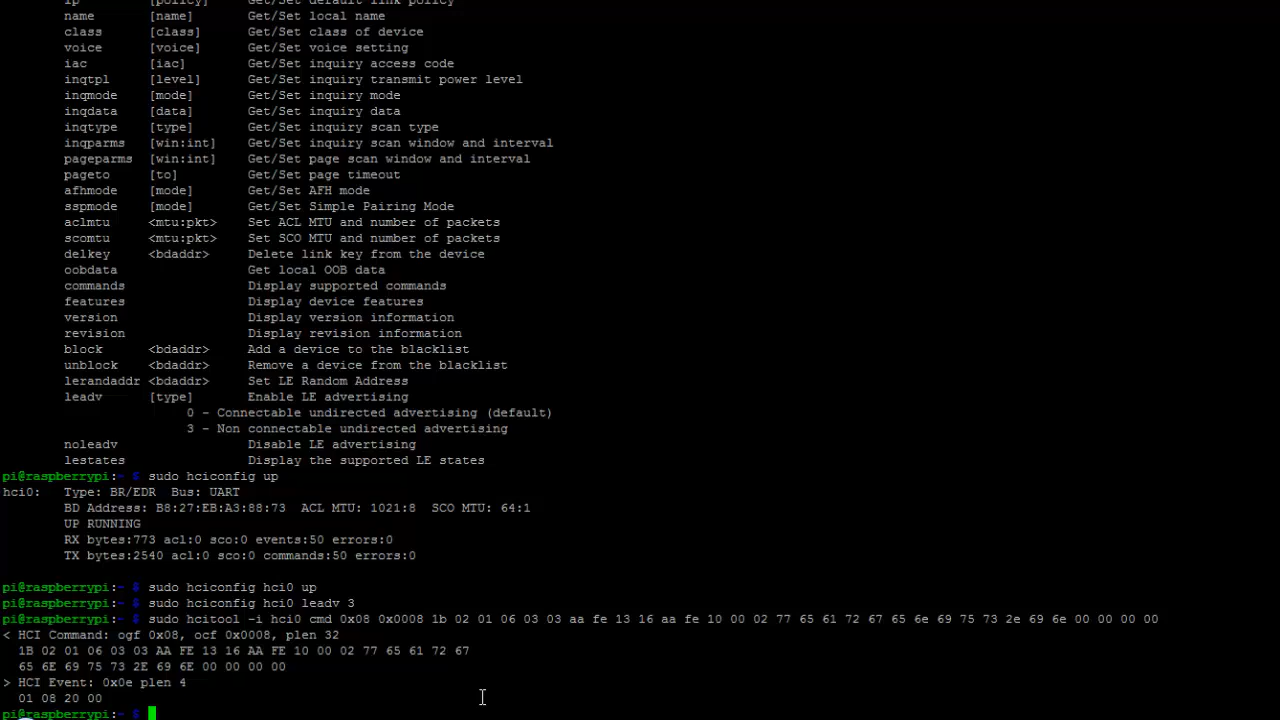 lp [policy] Get/Set default link policy
name [name] Get/Set local name
class [class] Get/Set class of device
voice [voice] Get/Set voice setting
iac [iac] Get/Set inquiry access code
inqtpl [level] Get/Set inquiry transmit power level
inqmode [mode] Get/Set inquiry mode
inqdata [data] Get/Set inquiry data
inqtype [type] Get/Set inquiry scan type
inqparms [win:int] Get/Set inquiry scan window and interval
pageparms [win:int] Get/Set page scan window and interval
pageto [to] Get/Set page timeout
afhmode [mode] Get/Set AFH mode
sspmode [mode] Get/Set Simple Pairing Mode
aclmtu <mtu:pkt> Set ACL MTU and number of packets
scomtu <mtu:pkt> Set SCO MTU and number of packets
delkey <bdaddr> Delete link key from the device
oobdata Get local OOB data
commands Display supported commands
features Display device features
version Display version information
revision Display revision information
block <bdaddr> Add a device to the blacklist
unblock <bdaddr> Remove a device from the blacklist
lerandaddr <bdaddr> Set LE Random Address
leadv [type] Enable LE advertising
0 - Connectable undirected advertising (default)
3 - Non connectable undirected advertising
noleadv Disable LE advertising
lestates Display the supported LE states
pi@raspberrypi:~ $ sudo hciconfig up
hci0: Type: BR/EDR Bus: UART
BD Address: B8:27:EB:A3:88:73 ACL MTU: 1021:8 SCO MTU: 64:1
UP RUNNING
RX bytes:773 acl:0 sco:0 events:50 errors:0
TX bytes:2540 acl:0 sco:0 commands:50 errors:0
pi@raspberrypi:~ $ sudo hciconfig hci0 up
pi@raspberrypi:~ $ sudo hciconfig hci0 leadv 3
pi@raspberrypi:~ $ sudo hcitool -i hci0 cmd 0x08 0x0008 1b 02 01 06 03 03 aa fe 13 16 aa fe 10 00 02 77 65 61 72 67 65 6e 69 75 73 2e 69 6e 00 00 00 00
< HCI Command: ogf 0x08, ocf 0x0008, plen 32
1B 02 01 06 03 03 AA FE 13 16 AA FE 10 00 02 77 65 61 72 67
65 6E 69 75 73 2E 69 6E 00 00 00 00
> HCI Event: 0x0e plen 4
01 08 20 00
pi@raspberrypi:~ $